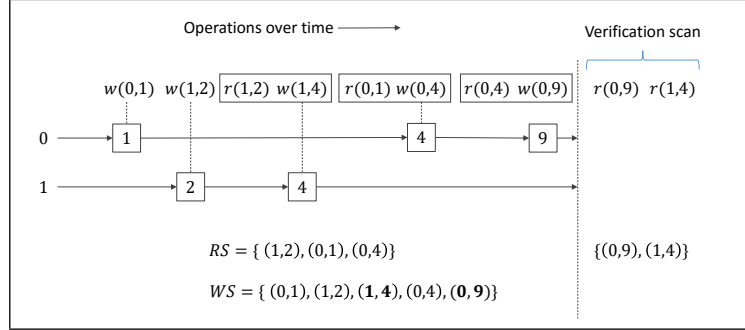 Operations over time
Verification scan
w(0,1) w(1,2) r(1,2) w(1,4) r(0,1) w(0,4) r(0,4) w(0,9) r(0,9) r(1,4)
0 1 4 9
1 2 4
RS = { (1,2), (0,1), (0,4)} {(0,9), (1,4)}
WS = { (0,1), (1,2), (1, 4), (0,4), (0, 9)}